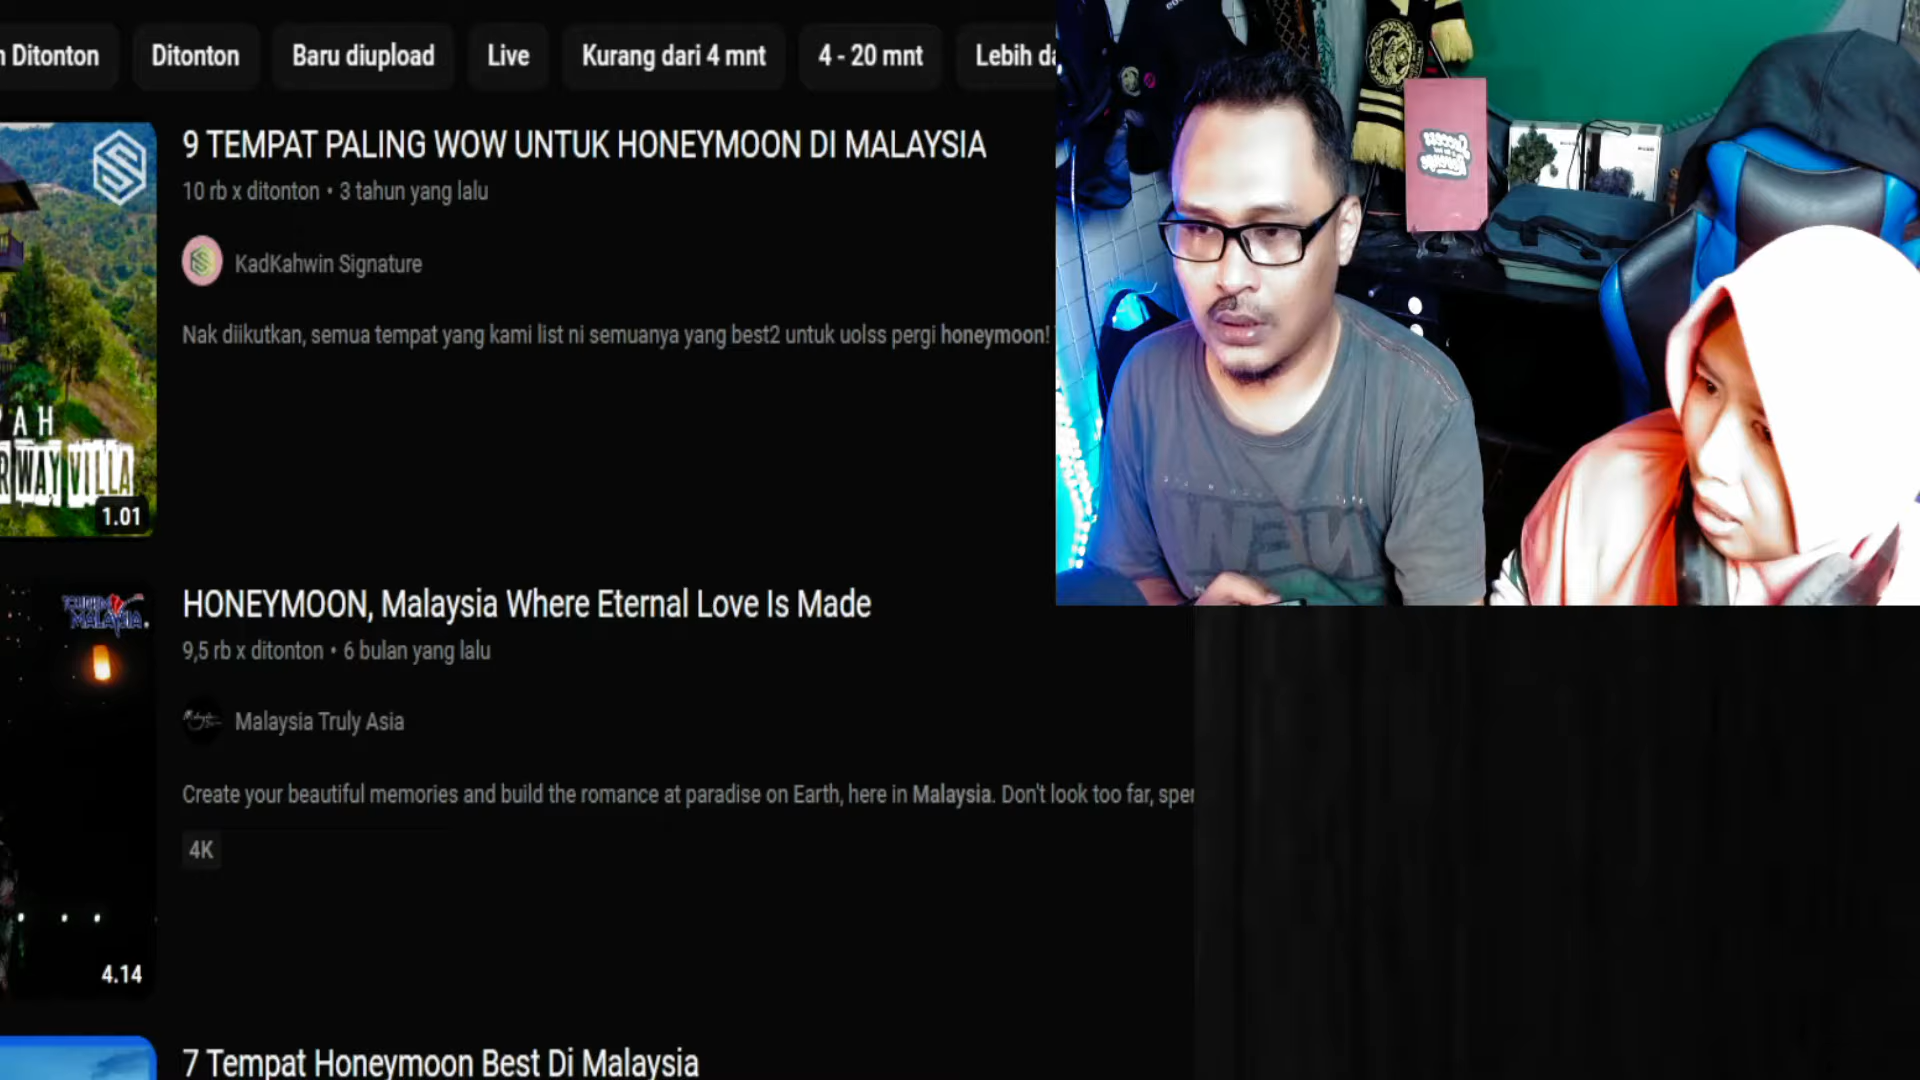 Ditonton
Ditonton
Baru diupload
Live
Kurang dari 4 mnt
4 - 20 mnt
Lebih
9 TEMPAT PALING WOW UNTUK HONEYMOON DI MALAYSIA
10 rb x ditonton • 3 tahun yang lalu
KadKahwin Signature
Nak diikutkan, semua tempat yang kami list ni semuanya yang best2 untuk uolss pergi honeymoon!
WAY VILLA
1.01
HONEYMOON, Malaysia Where Eternal Love Is Made
9,5 rb x ditonton • 6 bulan yang lalu
Malaysia Truly Asia
Create your beautiful memories and build the romance at paradise on Earth, here in Malaysia. Don't look too far,
4K
4.14
7 Tempat Honeymoon Best Di Malaysia
NEW